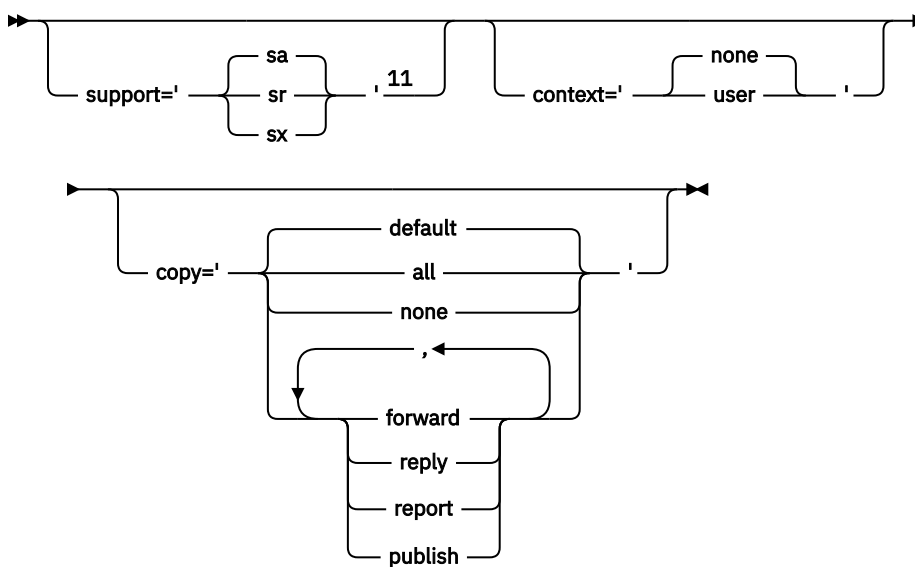 sa none
support=' sr ' 11 context=' user '
sx
default
copy=' all '
none
,
forward
reply
report
publish